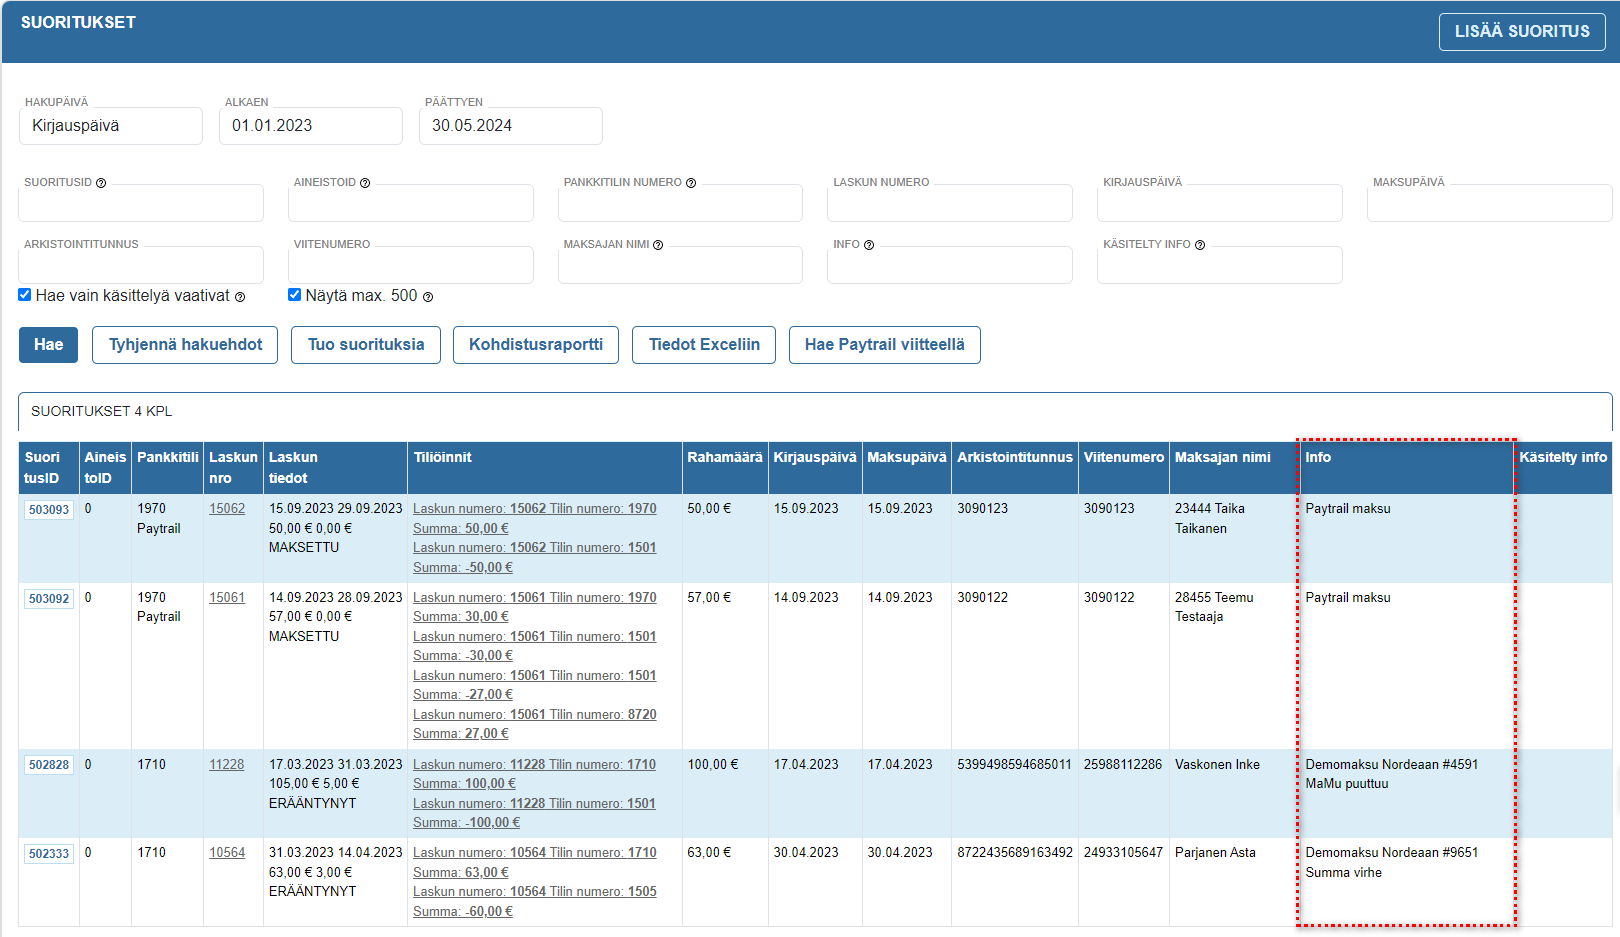 SUORITUKSET
LISÄÄ SUORITUS
HAKUPÄIVÄ ALKAEN PÄÄTTYEN
Kirjauspäivä 01.01.2023 30.05.2024
SUORITUSID AINEISTOID PANKKITILIN NUMERO LASKUN NUMERO KIRJAUSPÄIVÄ MAKSUPÄIVÄ
ARKISTOINTITUNNUS VIITENUMERO MAKSAJAN NIMI INFO KÄSITELTY INFO
Hae vain käsittelyä vaativat Näytä max. 500
Hae Tyhjennä hakuehdot Tuo suorituksia Kohdistusraportti Tiedot Exceliin Hae Paytrail viitteellä
SUORITUKSET 4 KPL
Suori Aineis Pankkitili Laskun Laskun Tiliöinnit Rahamäärä Kirjauspäivä Maksupäivä Arkistointitunnus Viitenumero Maksajan nimi Info Käsitelty info
tusID toID nro tiedot
503093 0 1970 15062 15.09.2023 29.09.2023 Laskun numero: 15062 Tilin numero: 1970 50,00 € 15.09.2023 15.09.2023 3090123 3090123 23444 Taika Paytrail maksu
Paytrail 50,00 € 0,00 € Summa: 50,00 € Taikanen
MAKSETTU Laskun numero: 15062 Tilin numero: 1501
Summa: -50,00 €
503092 0 1970 15061 14.09.2023 28.09.2023 Laskun numero: 15061 Tilin numero: 1970 57,00 € 14.09.2023 14.09.2023 3090122 3090122 28455 Teemu Paytrail maksu
Paytrail 57,00 € 0,00 € Summa: 30,00 € Testaaja
MAKSETTU Laskun numero: 15061 Tilin numero: 1501
Summa: -30,00 €
Laskun numero: 15061 Tilin numero: 1501
Summa: -27,00 €
Laskun numero: 15061 Tilin numero: 8720
Summa: 27,00 €
502828 0 1710 11228 17.03.2023 31.03.2023 Laskun numero: 11228 Tilin numero: 1710 100,00 € 17.04.2023 17.04.2023 5399498594685011 25988112286 Vaskonen Inke Demomaksu Nordeaan #4591
105,00 € 5,00 € Summa: 100,00 € MaMu puuttuu
ERÄÄNTYNYT Laskun numero: 11228 Tilin numero: 1501
Summa: -100,00 €
502333 0 1710 10564 31.03.2023 14.04.2023 Laskun numero: 10564 Tilin numero: 1710 63,00 € 30.04.2023 30.04.2023 8722435689163492 24933105647 Parjanen Asta Demomaksu Nordeaan #9651
63,00 € 3,00 € Summa: 63,00 € Summa virhe
ERÄÄNTYNYT Laskun numero: 10564 Tilin numero: 1505
Summa: -60,00 €